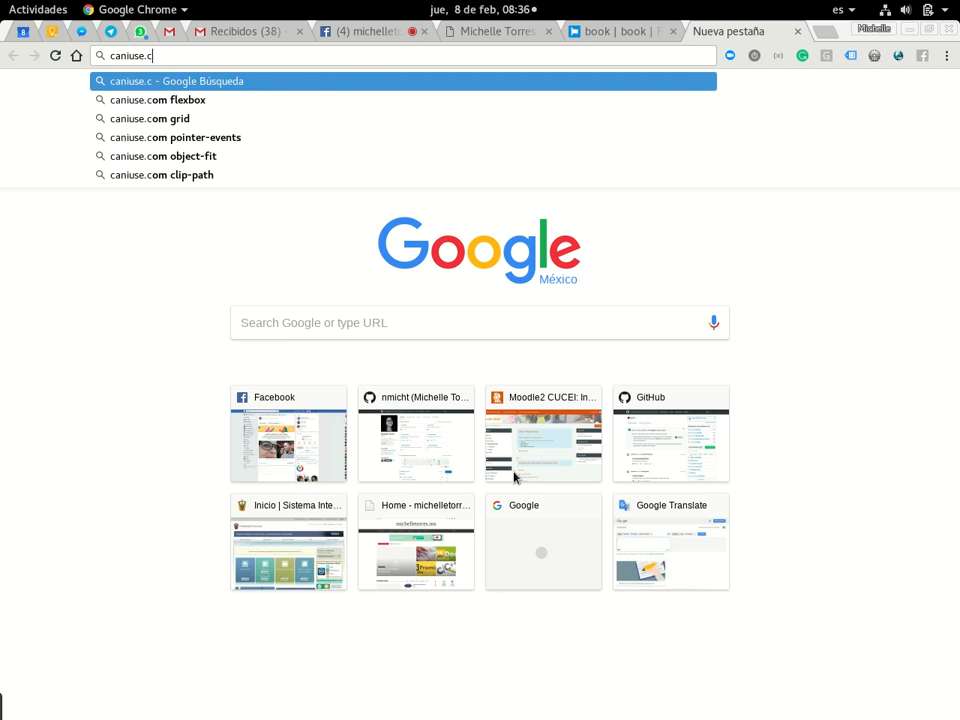 Actividades Google Chrome jue, 8 de feb, 08:36 es
Recibidos (38) - (4) michelletc Michelle Torres book | book | F Nueva pestaña Michelle
caniuse.c
caniuse.c - Google Búsqueda
caniuse.com flexbox
caniuse.com grid
caniuse.com pointer-events
caniuse.com object-fit
caniuse.com clip-path
Google
México
Search Google or type URL
Facebook nmicht (Michelle To... Moodle2 CUCEI: In... GitHub
Inicio | Sistema Inte... Home - michelletorr... Google Google Translate
michelletorres.mx